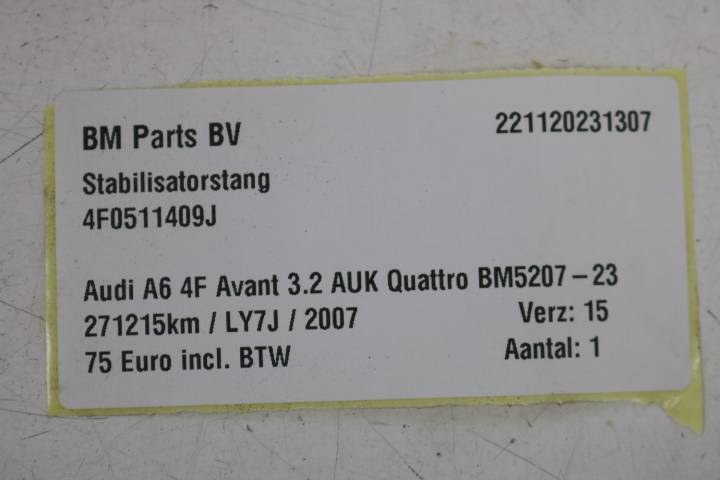 BM Parts BV 221120231307
Stabilisatorstang
4F0511409J
Audi A6 4F Avant 3.2 AUK Quattro BM5207-23
271215km / LY7J / 2007 Verz: 15
75 Euro incl. BTW Aantal: 1